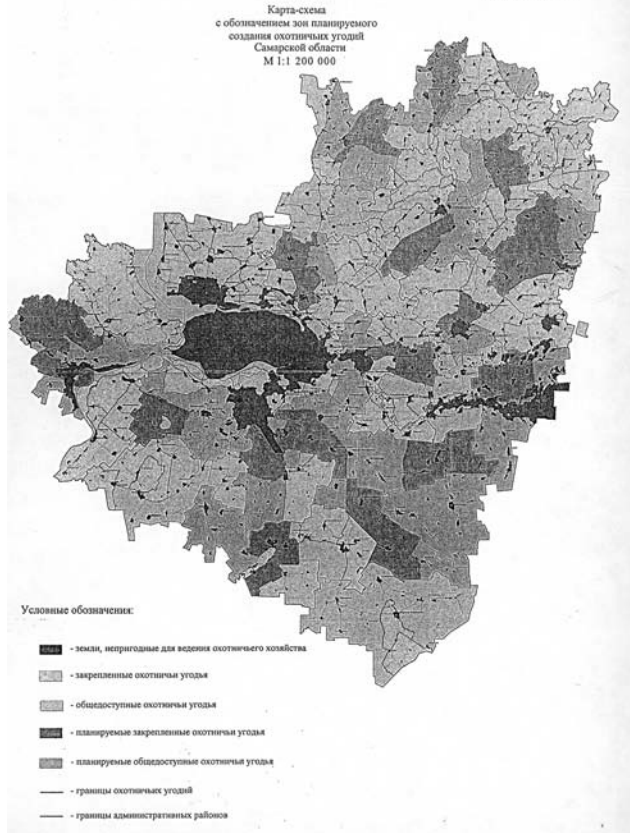 Карта-схема
с обозначением зон планируемого
создания охотничьих угодий
Самарской области
М 1:1 200 000
Условные обозначения:
- земли, непригодные для ведения охотничьего хозяйства
- закрепленные охотничьи угодья
- общедоступные охотничьи угодья
- планируемые закрепленные охотничьи угодья
- планируемые общедоступные охотничьи угодья
- границы охотничьих угодий
- границы административных районов